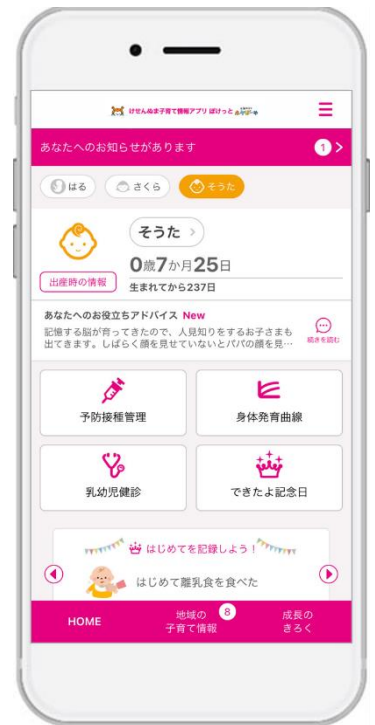 けせんぬま子育て情報アプリ ぽけっと
あなたへのお知らせがあります
1
はる
さくら
そうた
そうた
0歳7か月25日
出産時の情報
生まれてから237日
あなたへのお役立ちアドバイス New
記憶する脳が育ってきたので、人見知りをするお子さまも
出てきます。しばらく顔を見せていないとパパの顔を見…
続きを読む
予防接種管理
身体発育曲線
乳幼児健診
できたよ記念日
はじめてを記録しよう!
はじめて離乳食を食べた
HOME
地域の
子育て情報
8
成長の
きろく